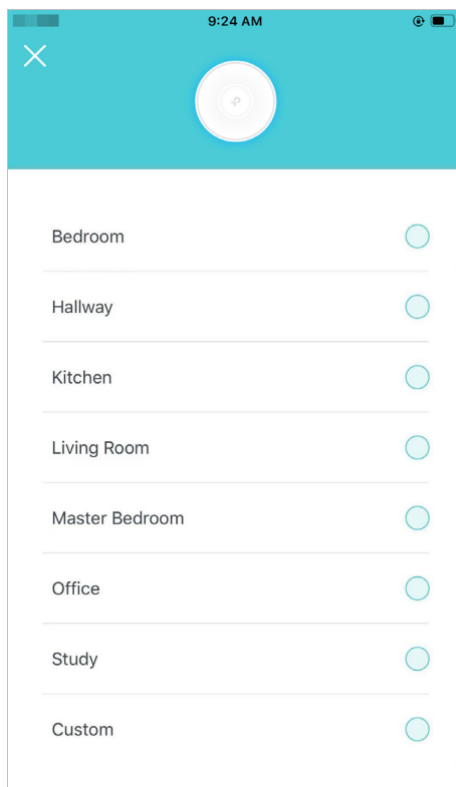 9:24 AM
Bedroom
Hallway
Kitchen
Living Room
Master Bedroom
Office
Study
Custom